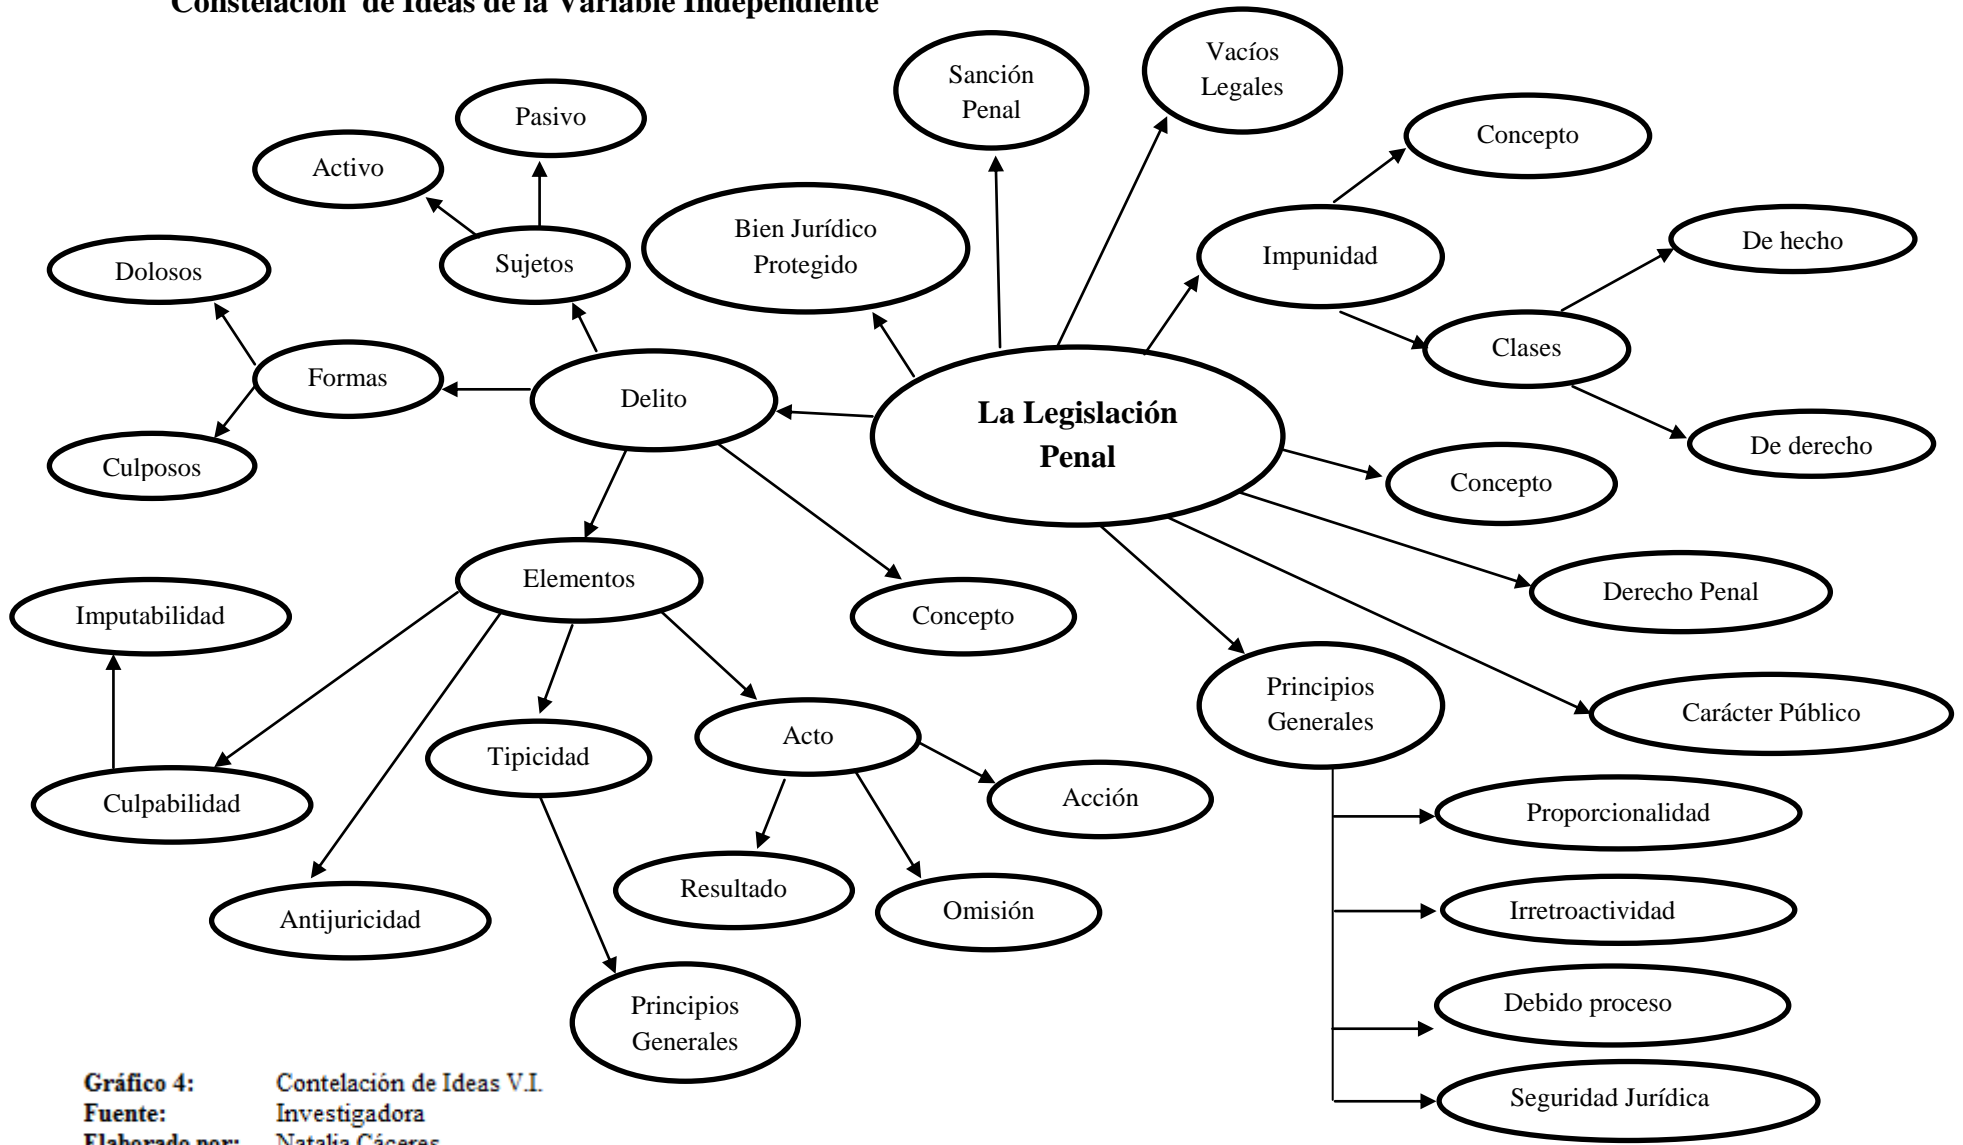 Constelación de Ideas de la Variable Independiente
Sanción
Penal
Vacíos
Legales
Pasivo
Activo
Concepto
Bien Jurídico
Protegido
Impunidad
De hecho
Dolosos
Sujetos
Formas
Delito
Clases
La Legislación
Penal
De derecho
Culposos
Concepto
Elementos
Derecho Penal
Imputabilidad
Concepto
Principios
Generales
Carácter Público
Culpabilidad
Tipicidad
Acto
Acción
Proporcionalidad
Resultado
Omisión
Irretroactividad
Antijuricidad
Principios
Generales
Debido proceso
Seguridad Jurídica
Gráfico 4: Contelación de Ideas V.I.
Fuente: Investigadora
Elaborado por: Natalia Cáceres